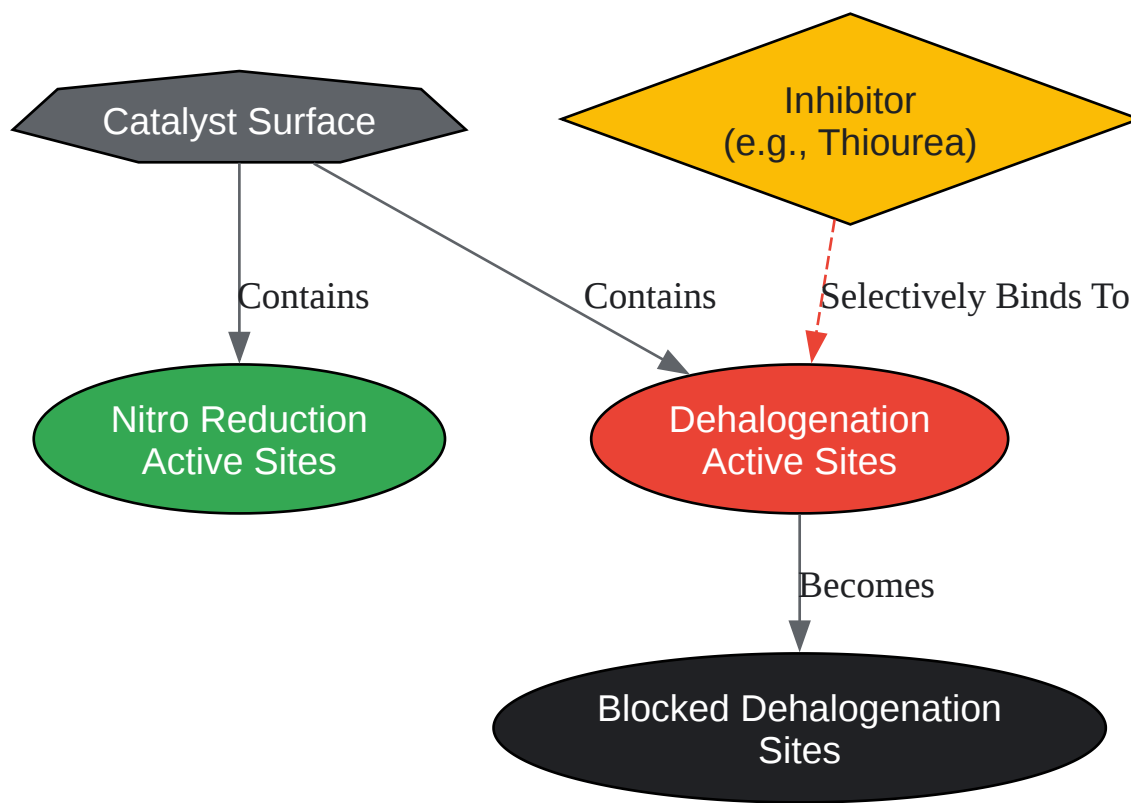 Catalyst Surface
Inhibitor
(e.g., Thiourea)
Contains
Contains
Selectively Binds To
Nitro Reduction
Active Sites
Dehalogenation
Active Sites
Becomes
Blocked Dehalogenation
Sites